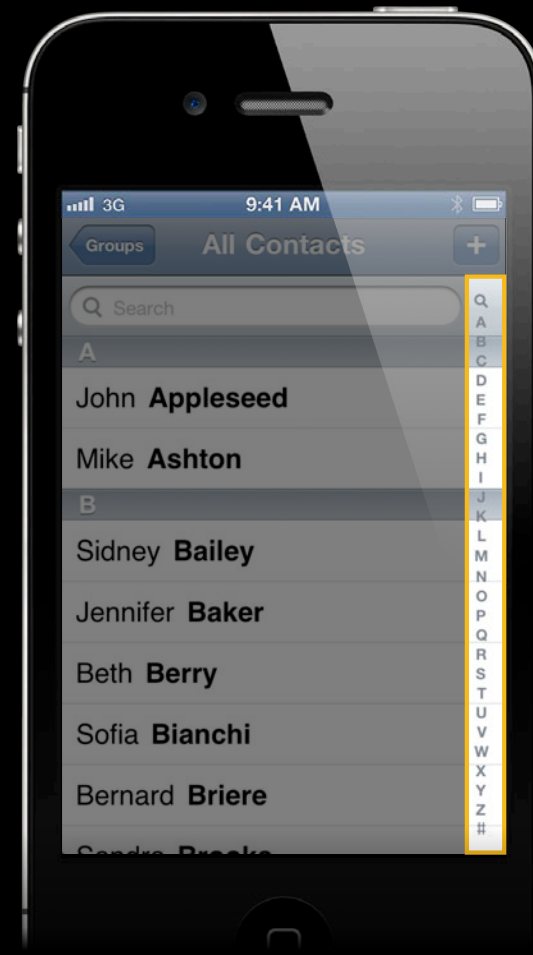 3G 9:41 AM
Groups All Contacts +
Search
A
John Appleseed
Mike Ashton
B
Sidney Bailey
Jennifer Baker
Beth Berry
Sofia Bianchi
Bernard Briere
A
B
C
D
E
F
G
H
I
J
K
L
M
N
O
P
Q
R
S
T
U
V
W
X
Y
Z
#